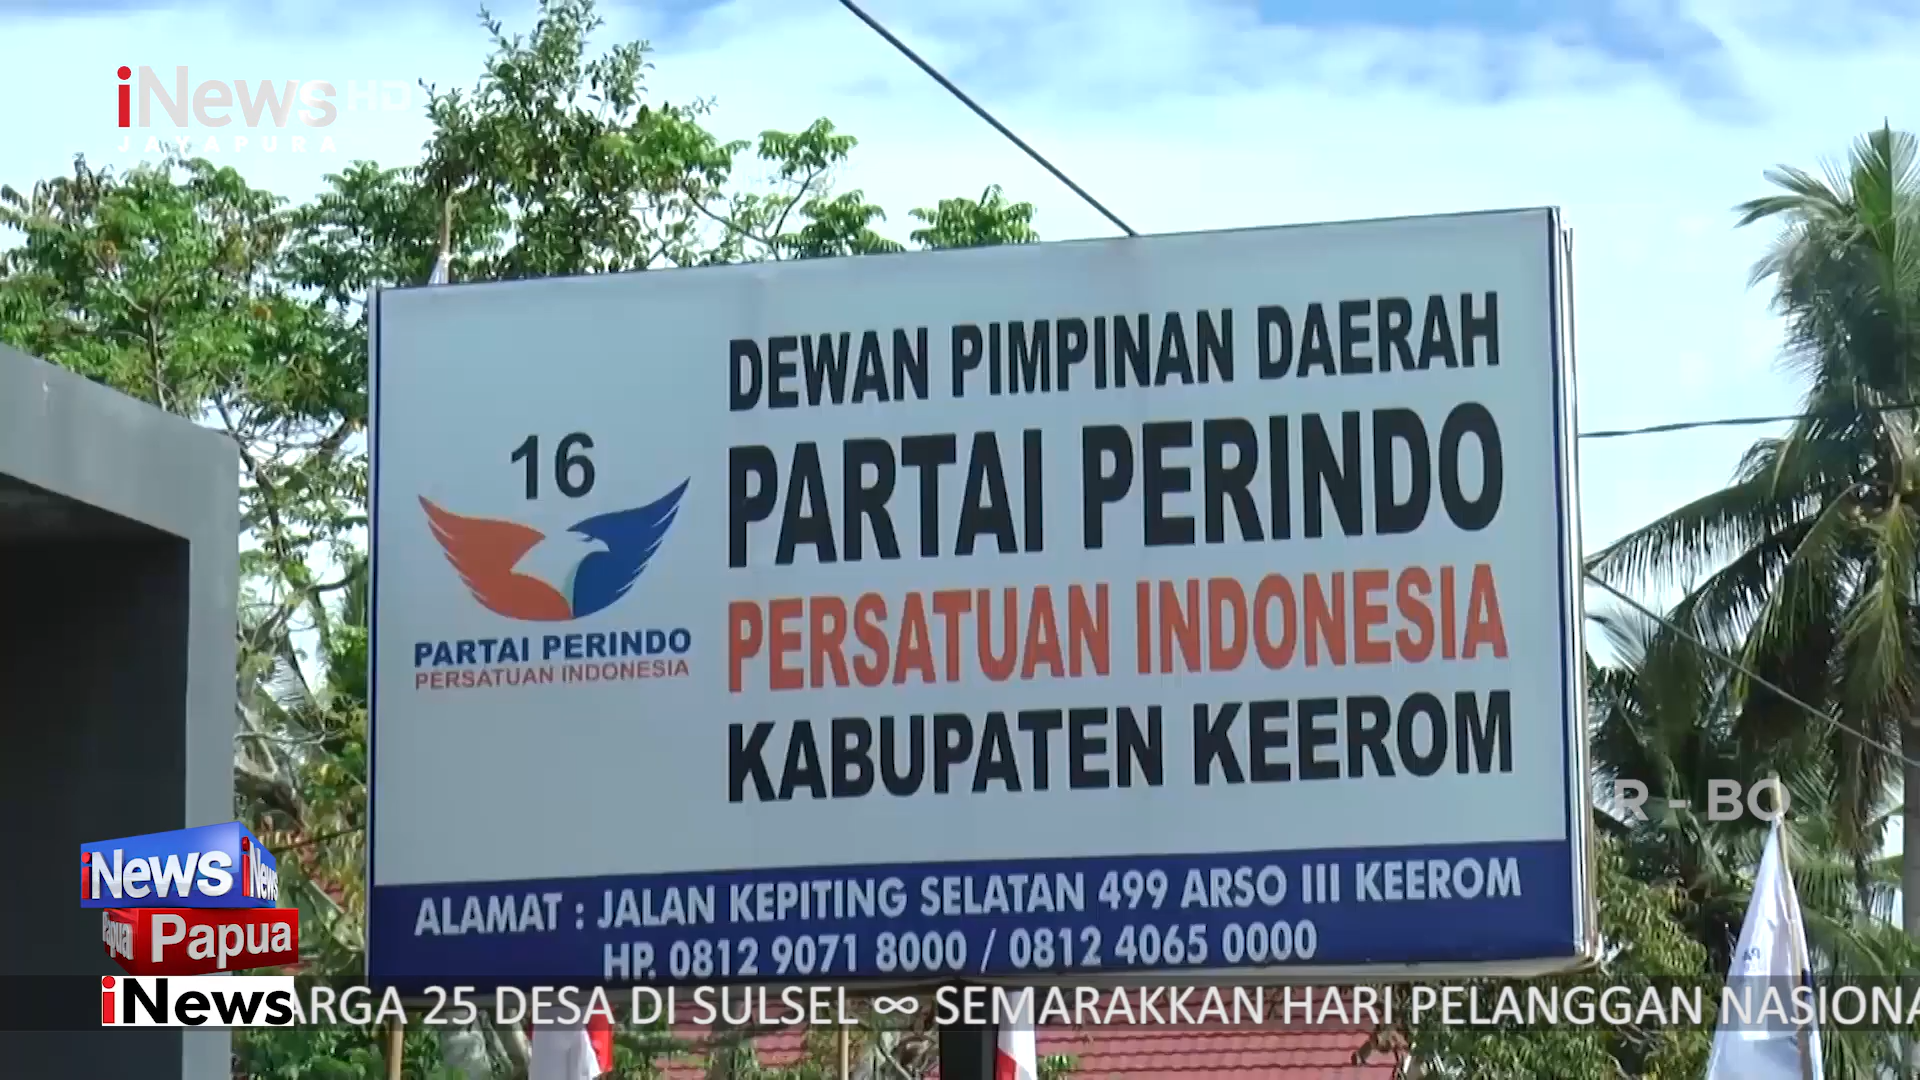 iNews HD
JAYAPURA
DEWAN PIMPINAN DAERAH
16
PARTAI PERINDO
PERSATUAN INDONESIA
KABUPATEN KEEROM
PARTAI PERINDO
PERSATUAN INDONESIA
R - BO
ALAMAT : JALAN KEPITING SELATAN 499 ARSO III KEEROM
HP. 0812 9071 8000 / 0812 4065 0000
iNews iNews
Papua Papua
iNews
ARGA 25 DESA DI SULSEL ∞ SEMARAKKAN HARI PELANGGAN NASIONA